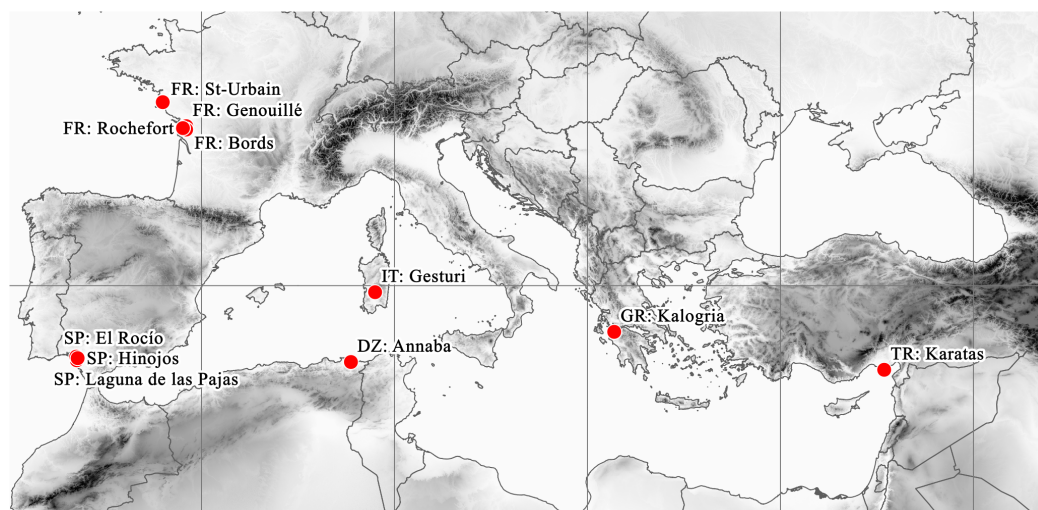 FR: St-Urbain
FR: Genouillé
FR: Rochefort
FR: Bords
IT: Gesturi
GR: Kalogria
SP: El Rocío
SP: Hinojos
SP: Laguna de las Pajas
DZ: Annaba
TR: Karatas